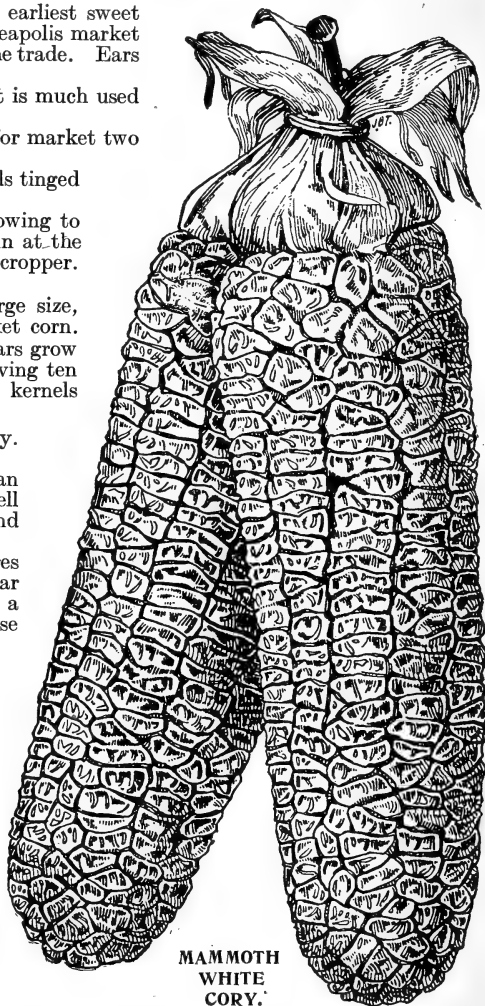 earliest sweet
eapolis market
he trade. Ears
t is much used
or market two
ls tinged
owing to
n at the
cropper.
rge size,
ket corn.
ars grow
ving ten
kernels
y.
an
ell
nd
es
ar
a
se
J.B.T.
MAMMOTH
WHITE
CORY.